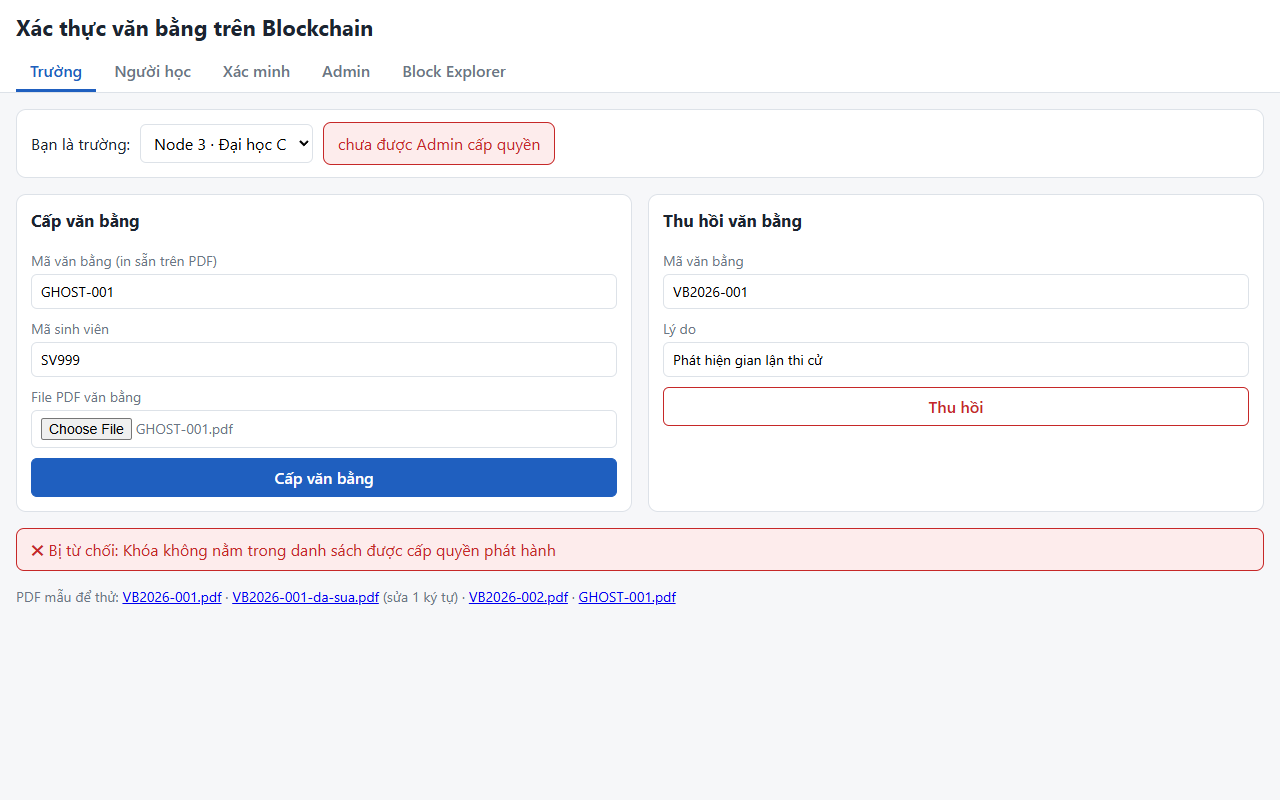 Xác thực văn bằng trên Blockchain
Trường Người học Xác minh Admin Block Explorer
Bạn là trường: Node 3 · Đại học C chưa được Admin cấp quyền
Cấp văn bằng
Mã văn bằng (in sẵn trên PDF)
GHOST-001
Mã sinh viên
SV999
File PDF văn bằng
Choose File GHOST-001.pdf
Cấp văn bằng
Thu hồi văn bằng
Mã văn bằng
VB2026-001
Lý do
Phát hiện gian lận thi cử
Thu hồi
❌ Bị từ chối: Khóa không nằm trong danh sách được cấp quyền phát hành
PDF mẫu để thử: VB2026-001.pdf · VB2026-001-da-sua.pdf (sửa 1 ký tự) · VB2026-002.pdf · GHOST-001.pdf